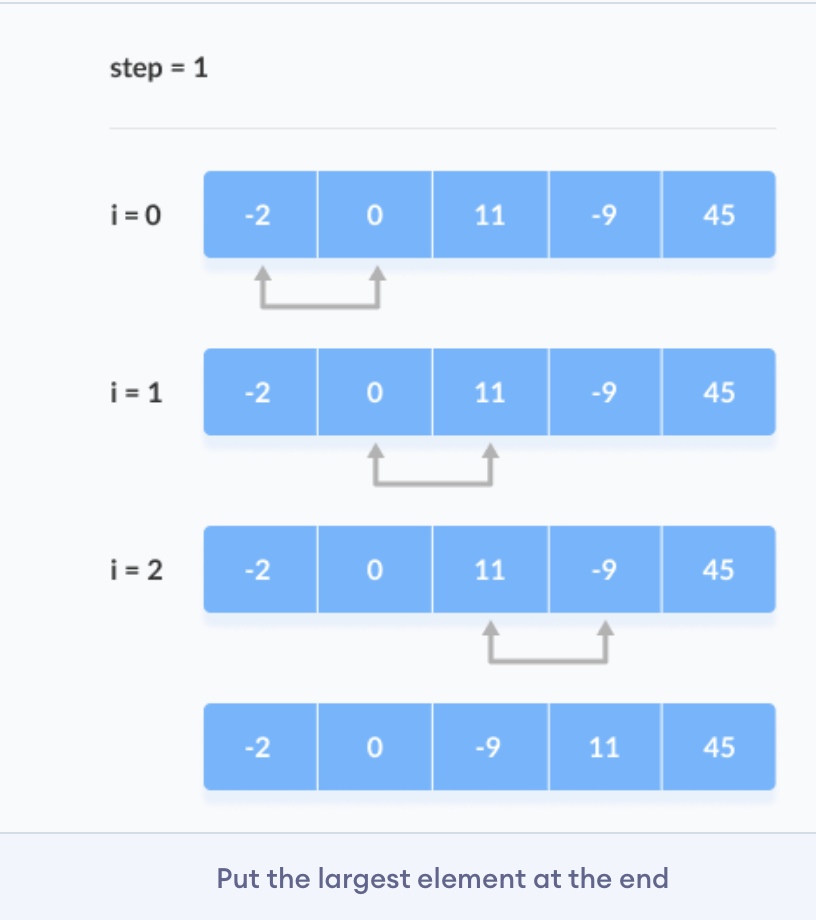 step = 1
i = 0 -2 0 11 -9 45
i = 1 -2 0 11 -9 45
i = 2 -2 0 11 -9 45
-2 0 -9 11 45
Put the largest element at the end